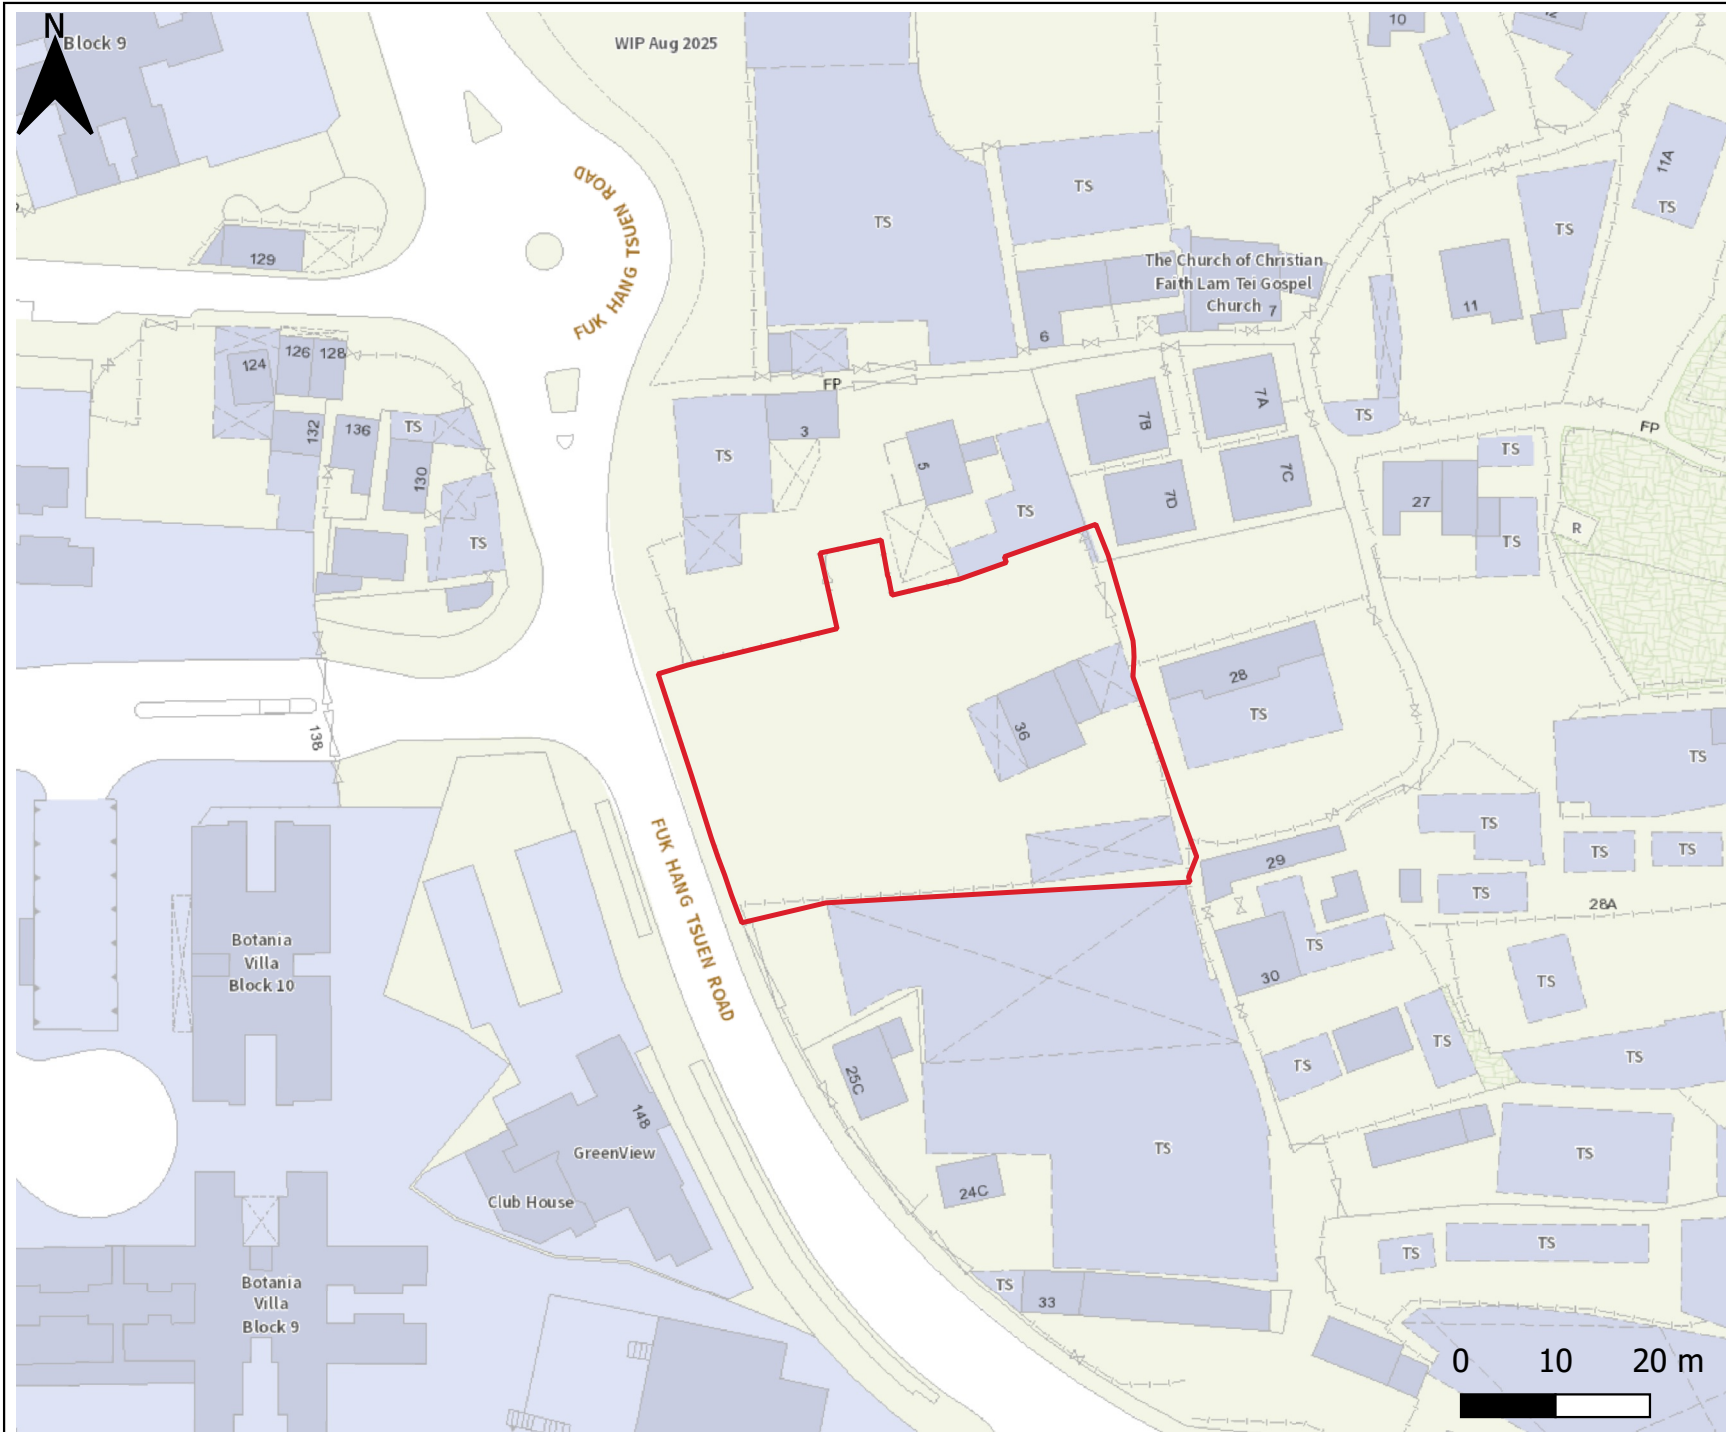 N
Block 9
WIP Aug 2025
10
12
11A
TS
FUK HANG TSUEN ROAD
TS
TS
TS
129
The Church of Christian
Faith Lam Tei Gospel
Church
7
6
11
124
126
128
132
136
TS
130
TS
FP
3
TS
5
TS
7B
7A
7D
7C
TS
FP
27
TS
TS
R
36
28
TS
TS
138
TS
TS
TS
TS
28A
29
30
TS
TS
TS
TS
TS
FUK HANG TSUEN ROAD
Botania
Villa
Block 10
25C
24C
TS
TS
148
GreenView
Club House
TS
33
TS
TS
Botania
Villa
Block 9
0 10 20 m